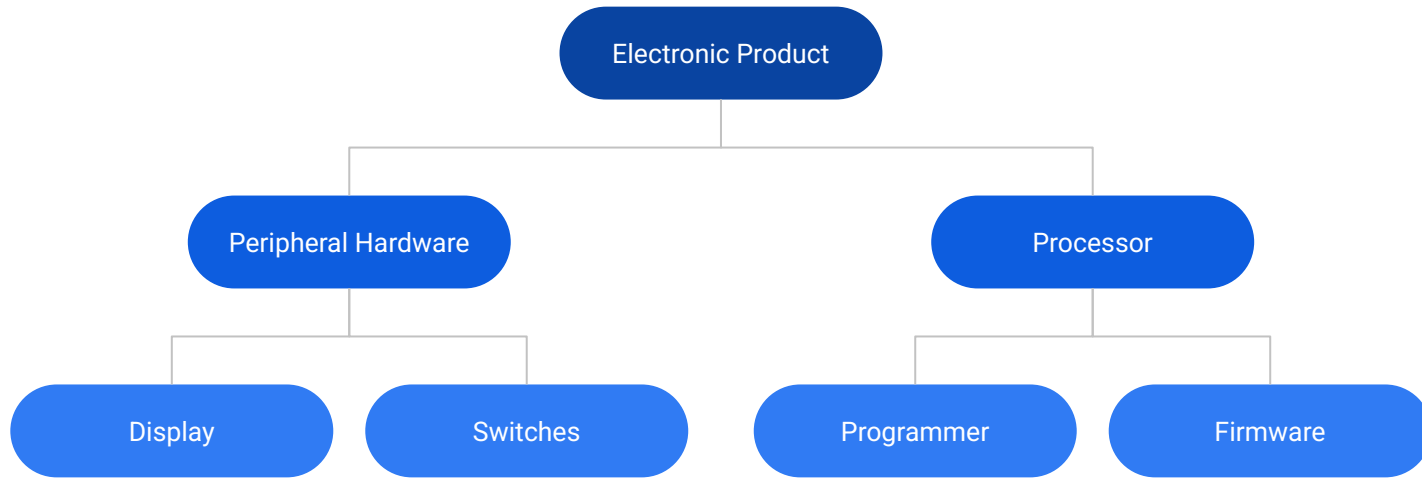 Electronic Product
Peripheral Hardware
Processor
Display
Switches
Programmer
Firmware